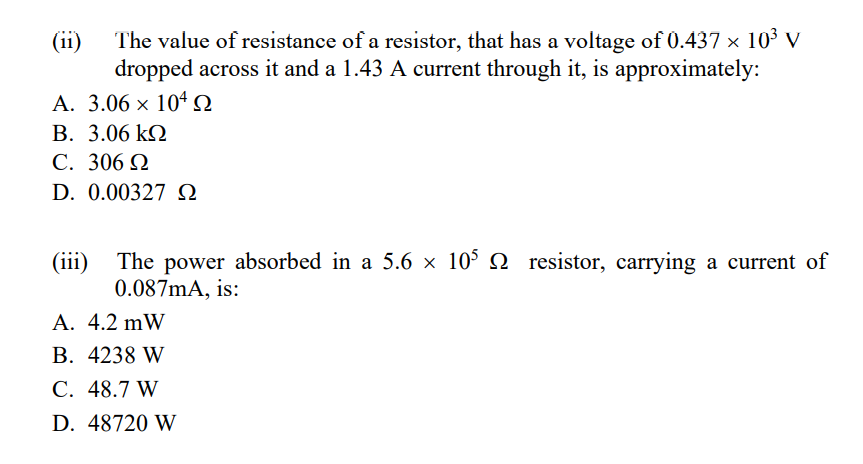 (ii) The value of resistance of a resistor, that has a voltage of 0.437 × 10³ V
dropped across it and a 1.43 A current through it, is approximately:
A. 3.06 × 10⁴ Ω
B. 3.06 kΩ
C. 306 Ω
D. 0.00327 Ω
(iii) The power absorbed in a 5.6 × 10⁵ Ω resistor, carrying a current of
0.087mA, is:
A. 4.2 mW
B. 4238 W
C. 48.7 W
D. 48720 W